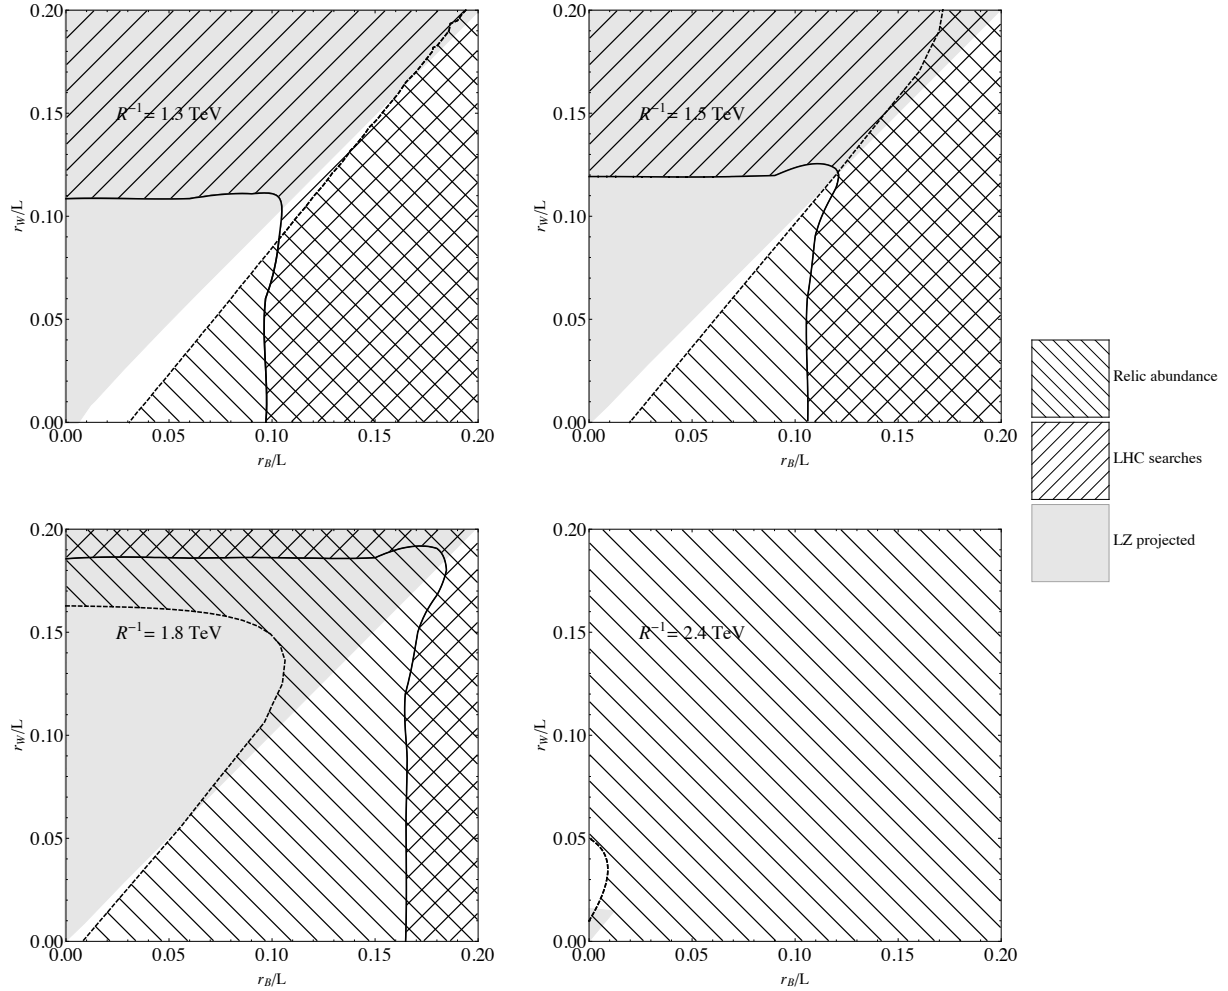 0.20
0.15
0.10
0.05
0.00
r_W/L
R^{-1} = 1.3 TeV
0.00 0.05 0.10 0.15 0.20
r_B/L
0.20
0.15
0.10
0.05
0.00
r_W/L
R^{-1} = 1.5 TeV
0.00 0.05 0.10 0.15 0.20
r_B/L
Relic abundance
LHC searches
LZ projected
0.20
0.15
0.10
0.05
0.00
r_W/L
R^{-1} = 1.8 TeV
0.00 0.05 0.10 0.15 0.20
r_B/L
0.20
0.15
0.10
0.05
0.00
r_W/L
R^{-1} = 2.4 TeV
0.00 0.05 0.10 0.15 0.20
r_B/L